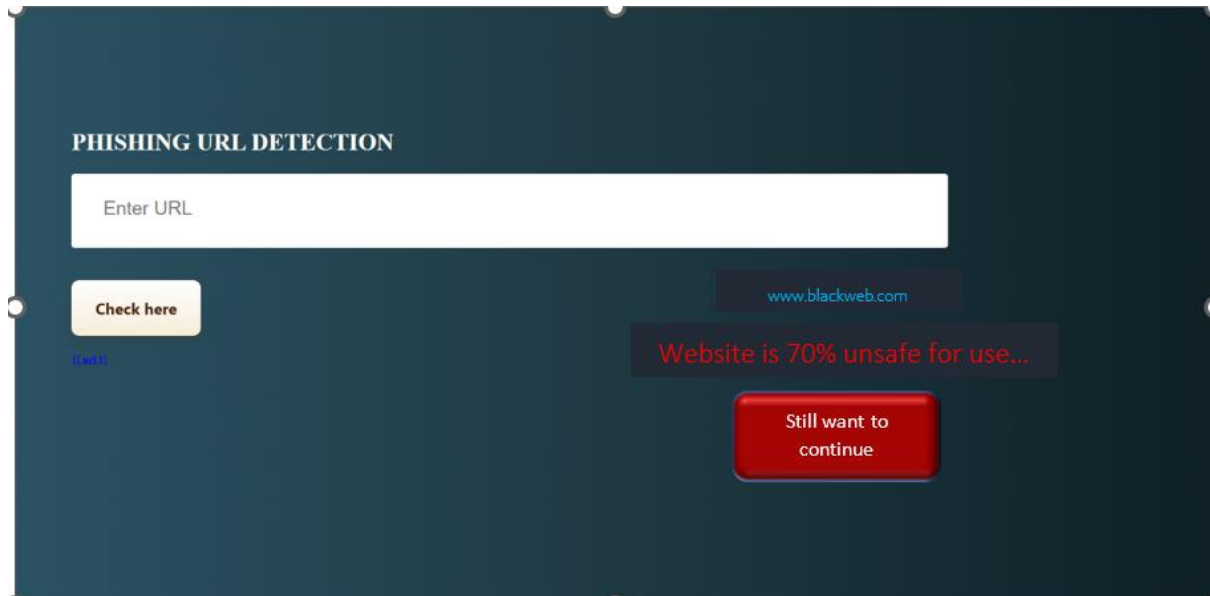 PHISHING URL DETECTION
Enter URL
Check here
www.blackweb.com
Website is 70% unsafe for use...
Still want to
continue